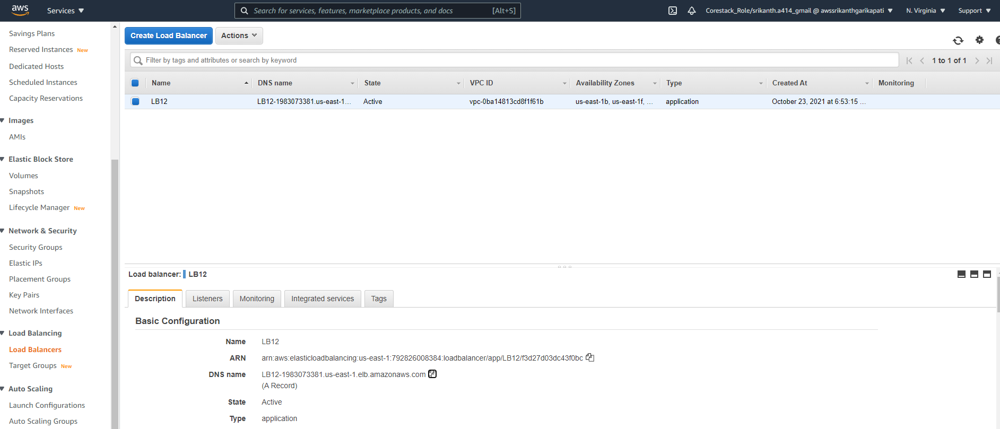 aws
Services
Search for services, features, marketplace products, and docs [Alt+S]
Corestack_Role/srikanth.a414_gmail @ awssrikanthgarikapati
N. Virginia
Support
Savings Plans
Reserved Instances New
Dedicated Hosts
Scheduled Instances
Capacity Reservations
Images
AMIs
Elastic Block Store
Volumes
Snapshots
Lifecycle Manager New
Network & Security
Security Groups
Elastic IPs
Placement Groups
Key Pairs
Network Interfaces
Load Balancing
Load Balancers
Target Groups New
Auto Scaling
Launch Configurations
Auto Scaling Groups
Create Load Balancer Actions
Filter by tags and attributes or search by keyword
1 to 1 of 1
Name DNS name State VPC ID Availability Zones Type Created At Monitoring
LB12 LB12-1983073381.us-east-1... Active vpc-0ba14813cd8f1f61b us-east-1b, us-east-1f, ... application October 23, 2021 at 6:53:15 ...
Load balancer: LB12
Description Listeners Monitoring Integrated services Tags
Basic Configuration
Name LB12
ARN arn:aws:elasticloadbalancing:us-east-1:792826008384:loadbalancer/app/LB12/f3d27d03dc43f0bc
DNS name LB12-1983073381.us-east-1.elb.amazonaws.com
(A Record)
State Active
Type application